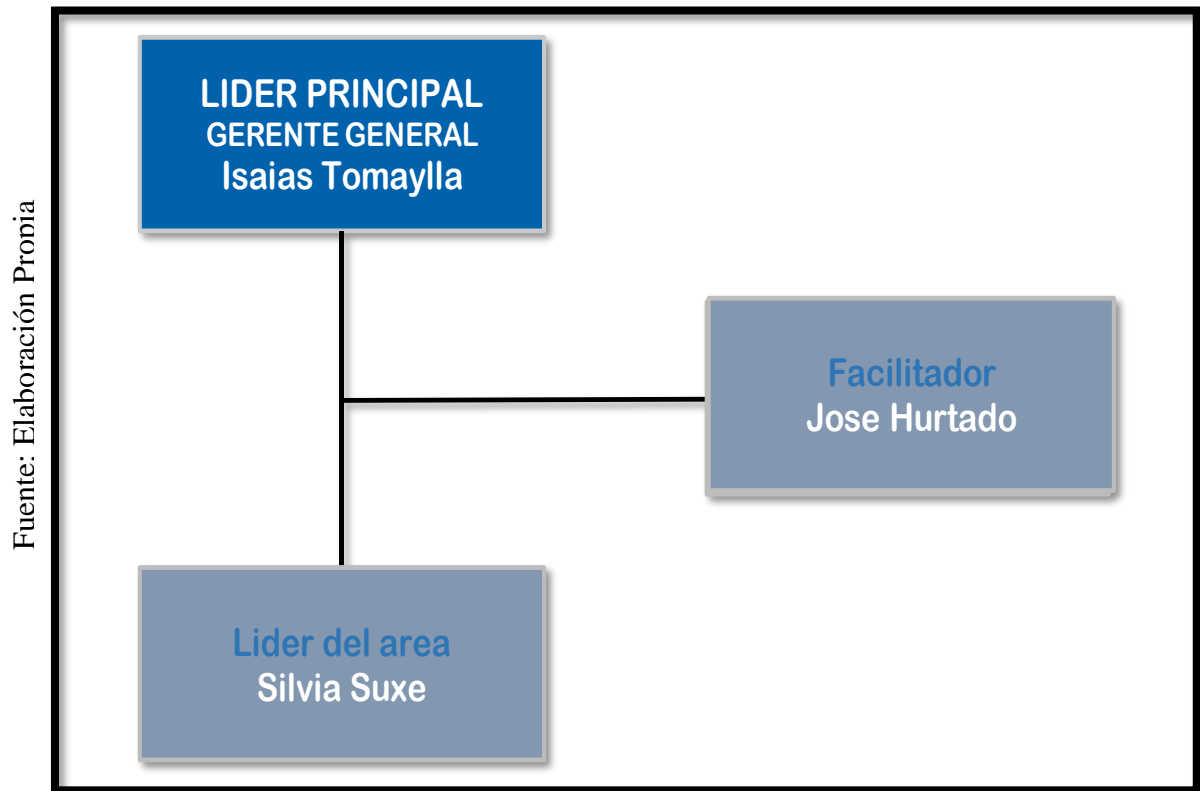 LIDER PRINCIPAL
GERENTE GENERAL
Isaias Tomaylla
Facilitador
Jose Hurtado
Lider del area
Silvia Suxe
Fuente: Elaboración Propia